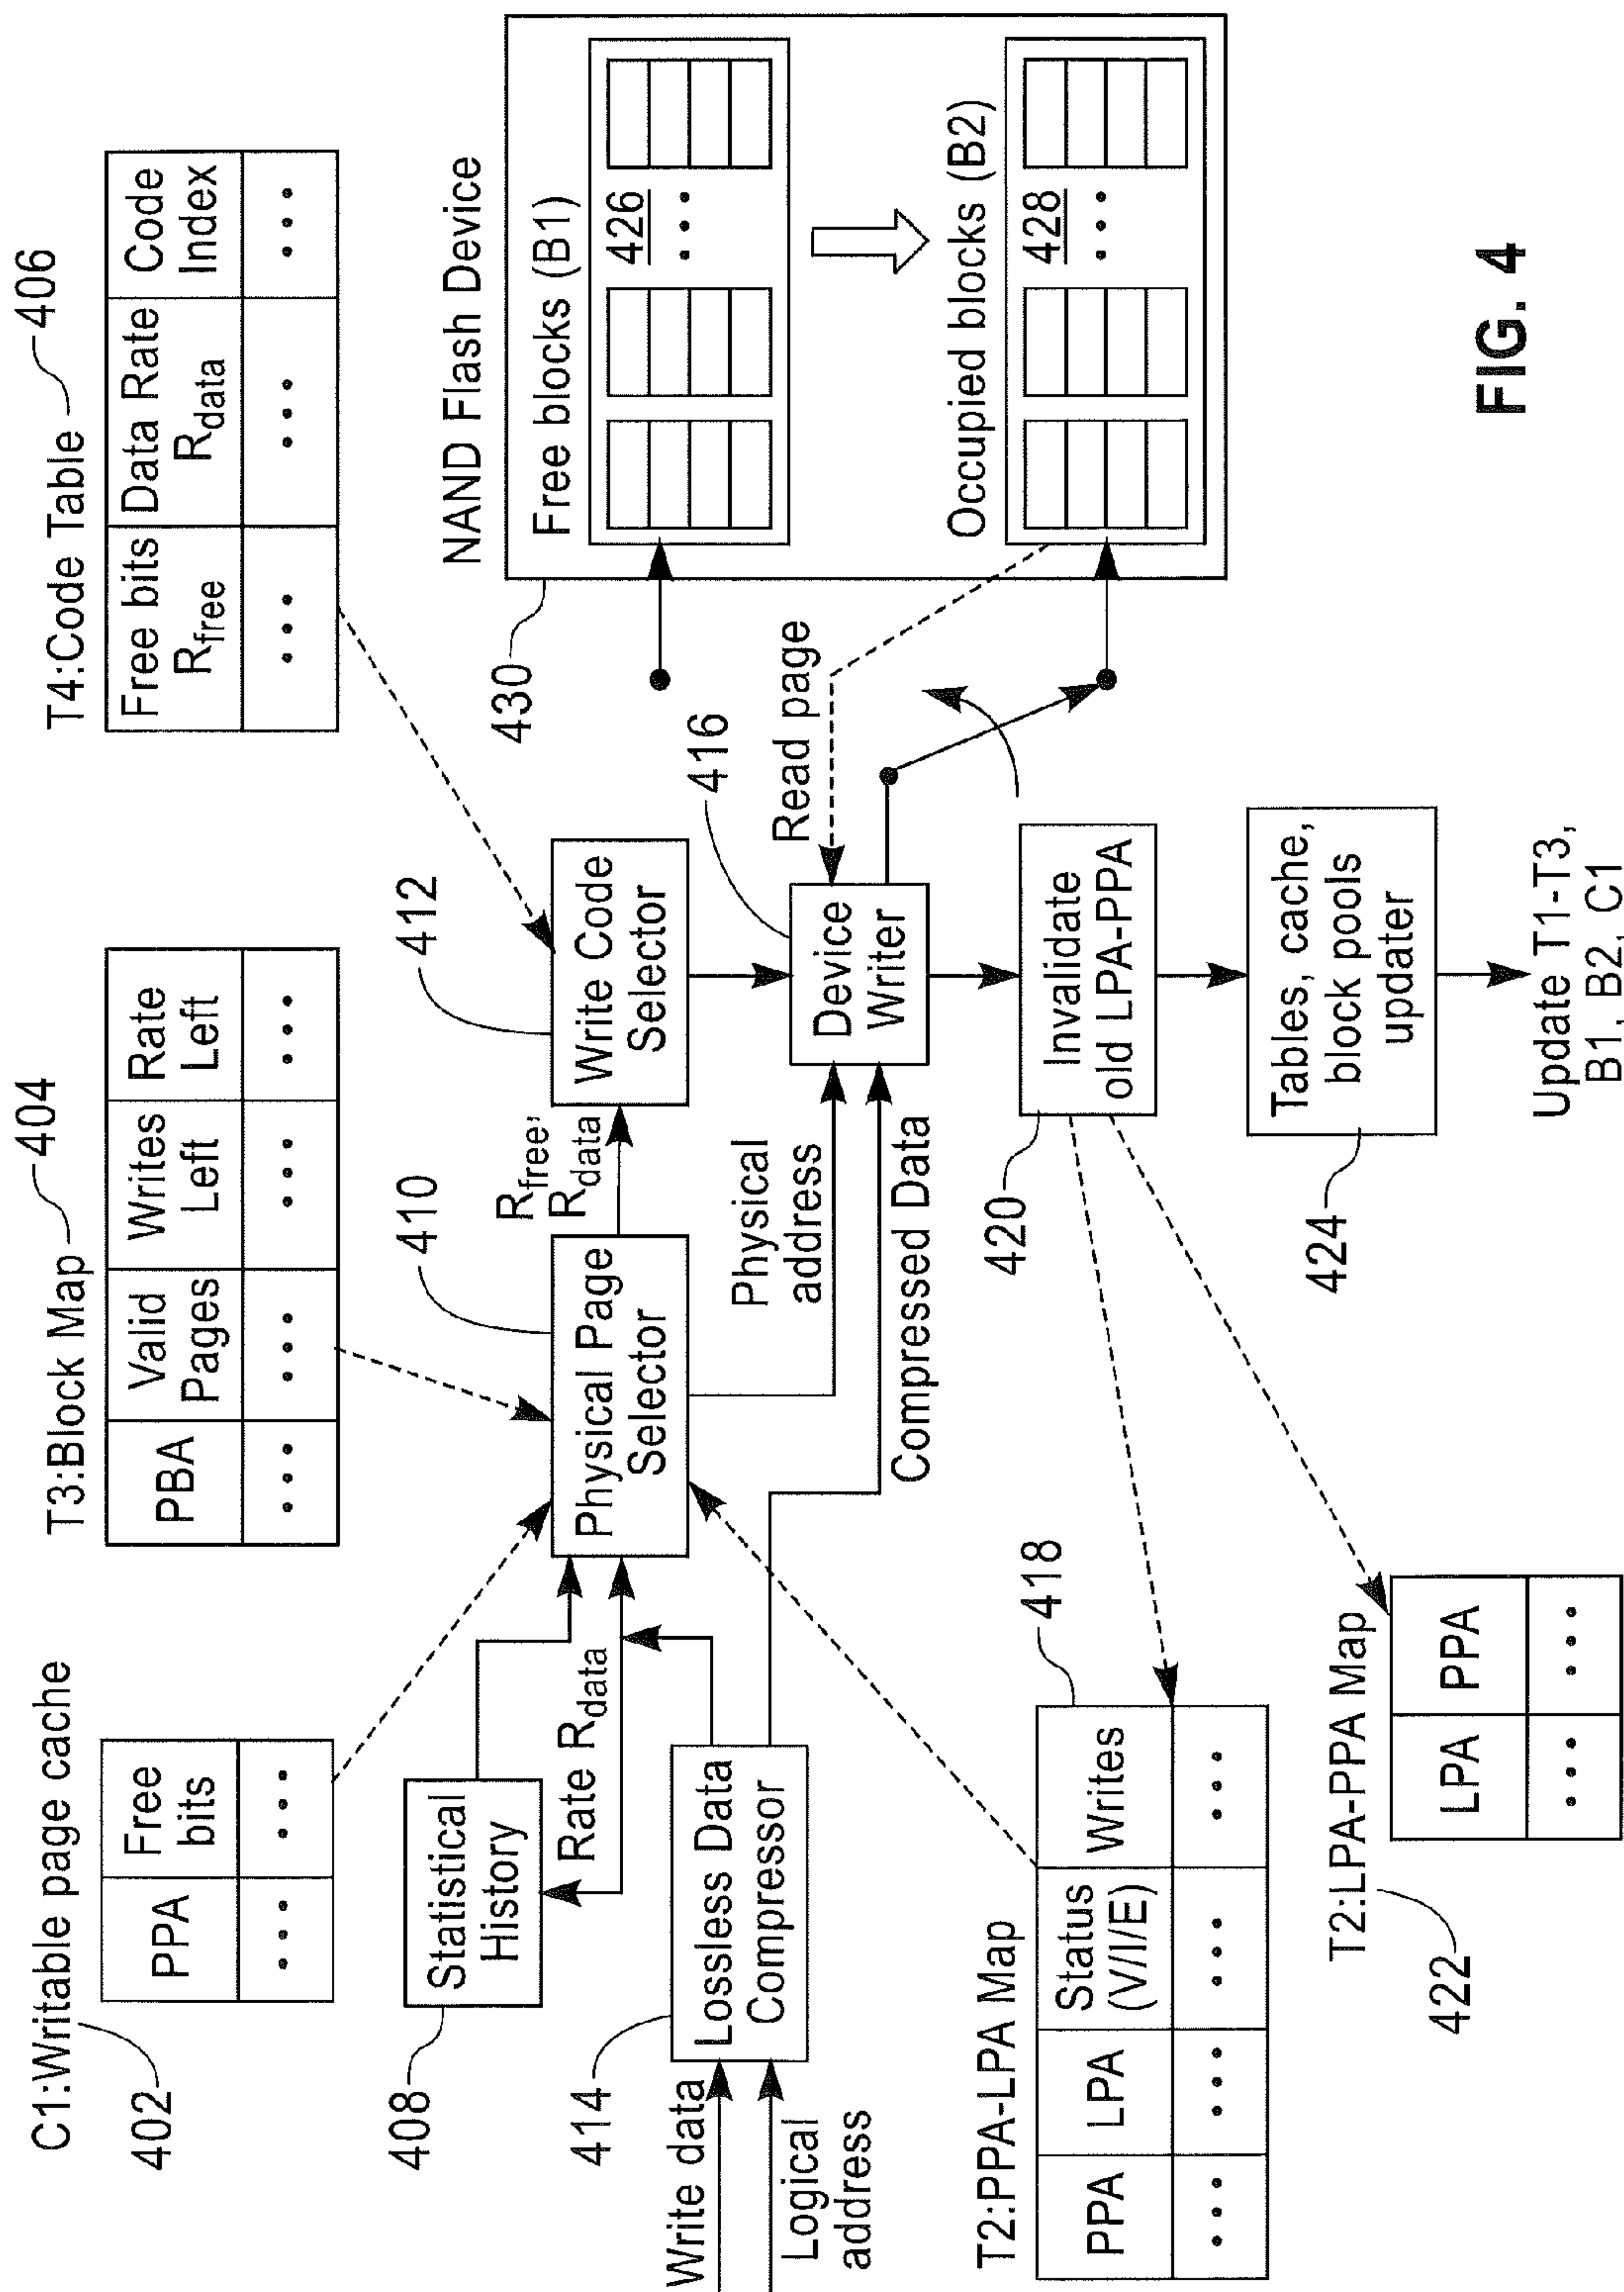 C1:Writable page cache
402
PPA
Free
bits
• • •
• • •
T3:Block Map
404
PBA
Valid
Pages
Writes
Left
Rate
Left
• • •
• • •
• • •
• • •
T4:Code Table
406
Free bits
Rfree
Data Rate
Rdata
Code
Index
• • •
• • •
• • •
408
Statistical
History
Rate Rdata
410
Physical Page
Selector
Rfree,
Rdata
412
Write Code
Selector
414
Lossless Data
Compressor
Write data
Logical
address
Physical
address
Compressed Data
416
Device
Writer
Read page
430
NAND Flash Device
Free blocks (B1)
426
• • •
Occupied blocks (B2)
428
• • •
T2:PPA-LPA Map
418
PPA
LPA
Status
(V/I/E)
Writes
• • •
• • •
• • •
• • •
420
Invalidate
old LPA-PPA
T2:LPA-PPA Map
422
LPA
PPA
• • •
• • •
424
Tables, cache,
block pools
updater
Update T1-T3,
B1, B2, C1
FIG. 4